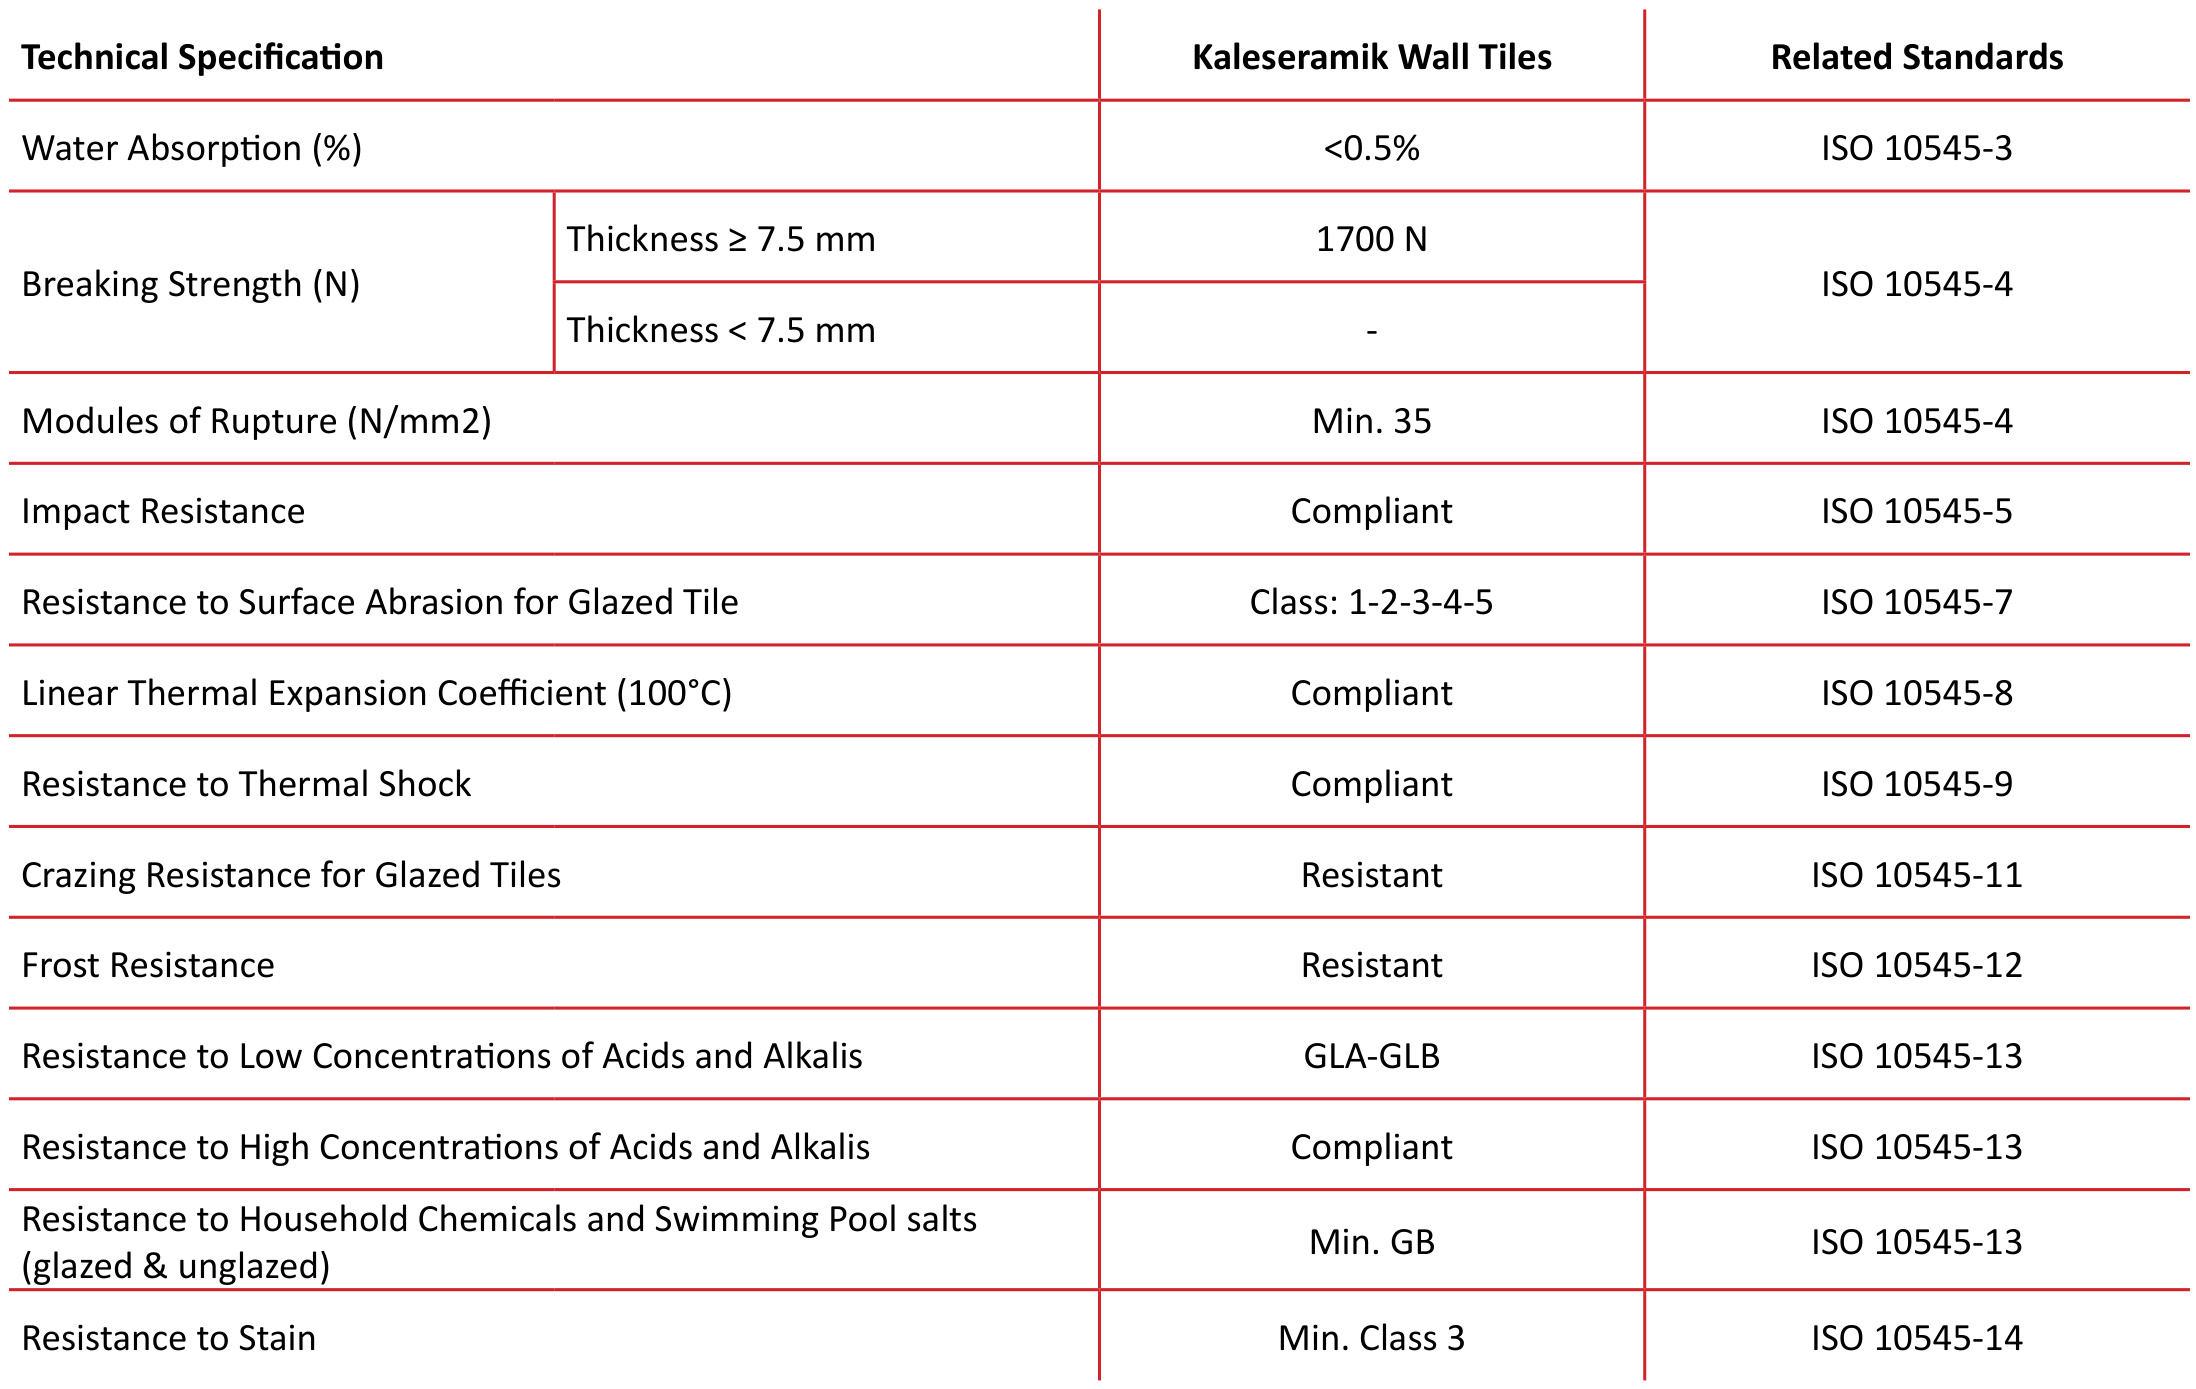 Technical Specification Kaleseramik Wall Tiles Related Standards
Water Absorption (%) <0.5% ISO 10545-3
Breaking Strength (N) Thickness ≥ 7.5 mm 1700 N ISO 10545-4
Thickness < 7.5 mm -
Modules of Rupture (N/mm2) Min. 35 ISO 10545-4
Impact Resistance Compliant ISO 10545-5
Resistance to Surface Abrasion for Glazed Tile Class: 1-2-3-4-5 ISO 10545-7
Linear Thermal Expansion Coefficient (100°C) Compliant ISO 10545-8
Resistance to Thermal Shock Compliant ISO 10545-9
Crazing Resistance for Glazed Tiles Resistant ISO 10545-11
Frost Resistance Resistant ISO 10545-12
Resistance to Low Concentrations of Acids and Alkalis GLA-GLB ISO 10545-13
Resistance to High Concentrations of Acids and Alkalis Compliant ISO 10545-13
Resistance to Household Chemicals and Swimming Pool salts
(glazed & unglazed) Min. GB ISO 10545-13
Resistance to Stain Min. Class 3 ISO 10545-14